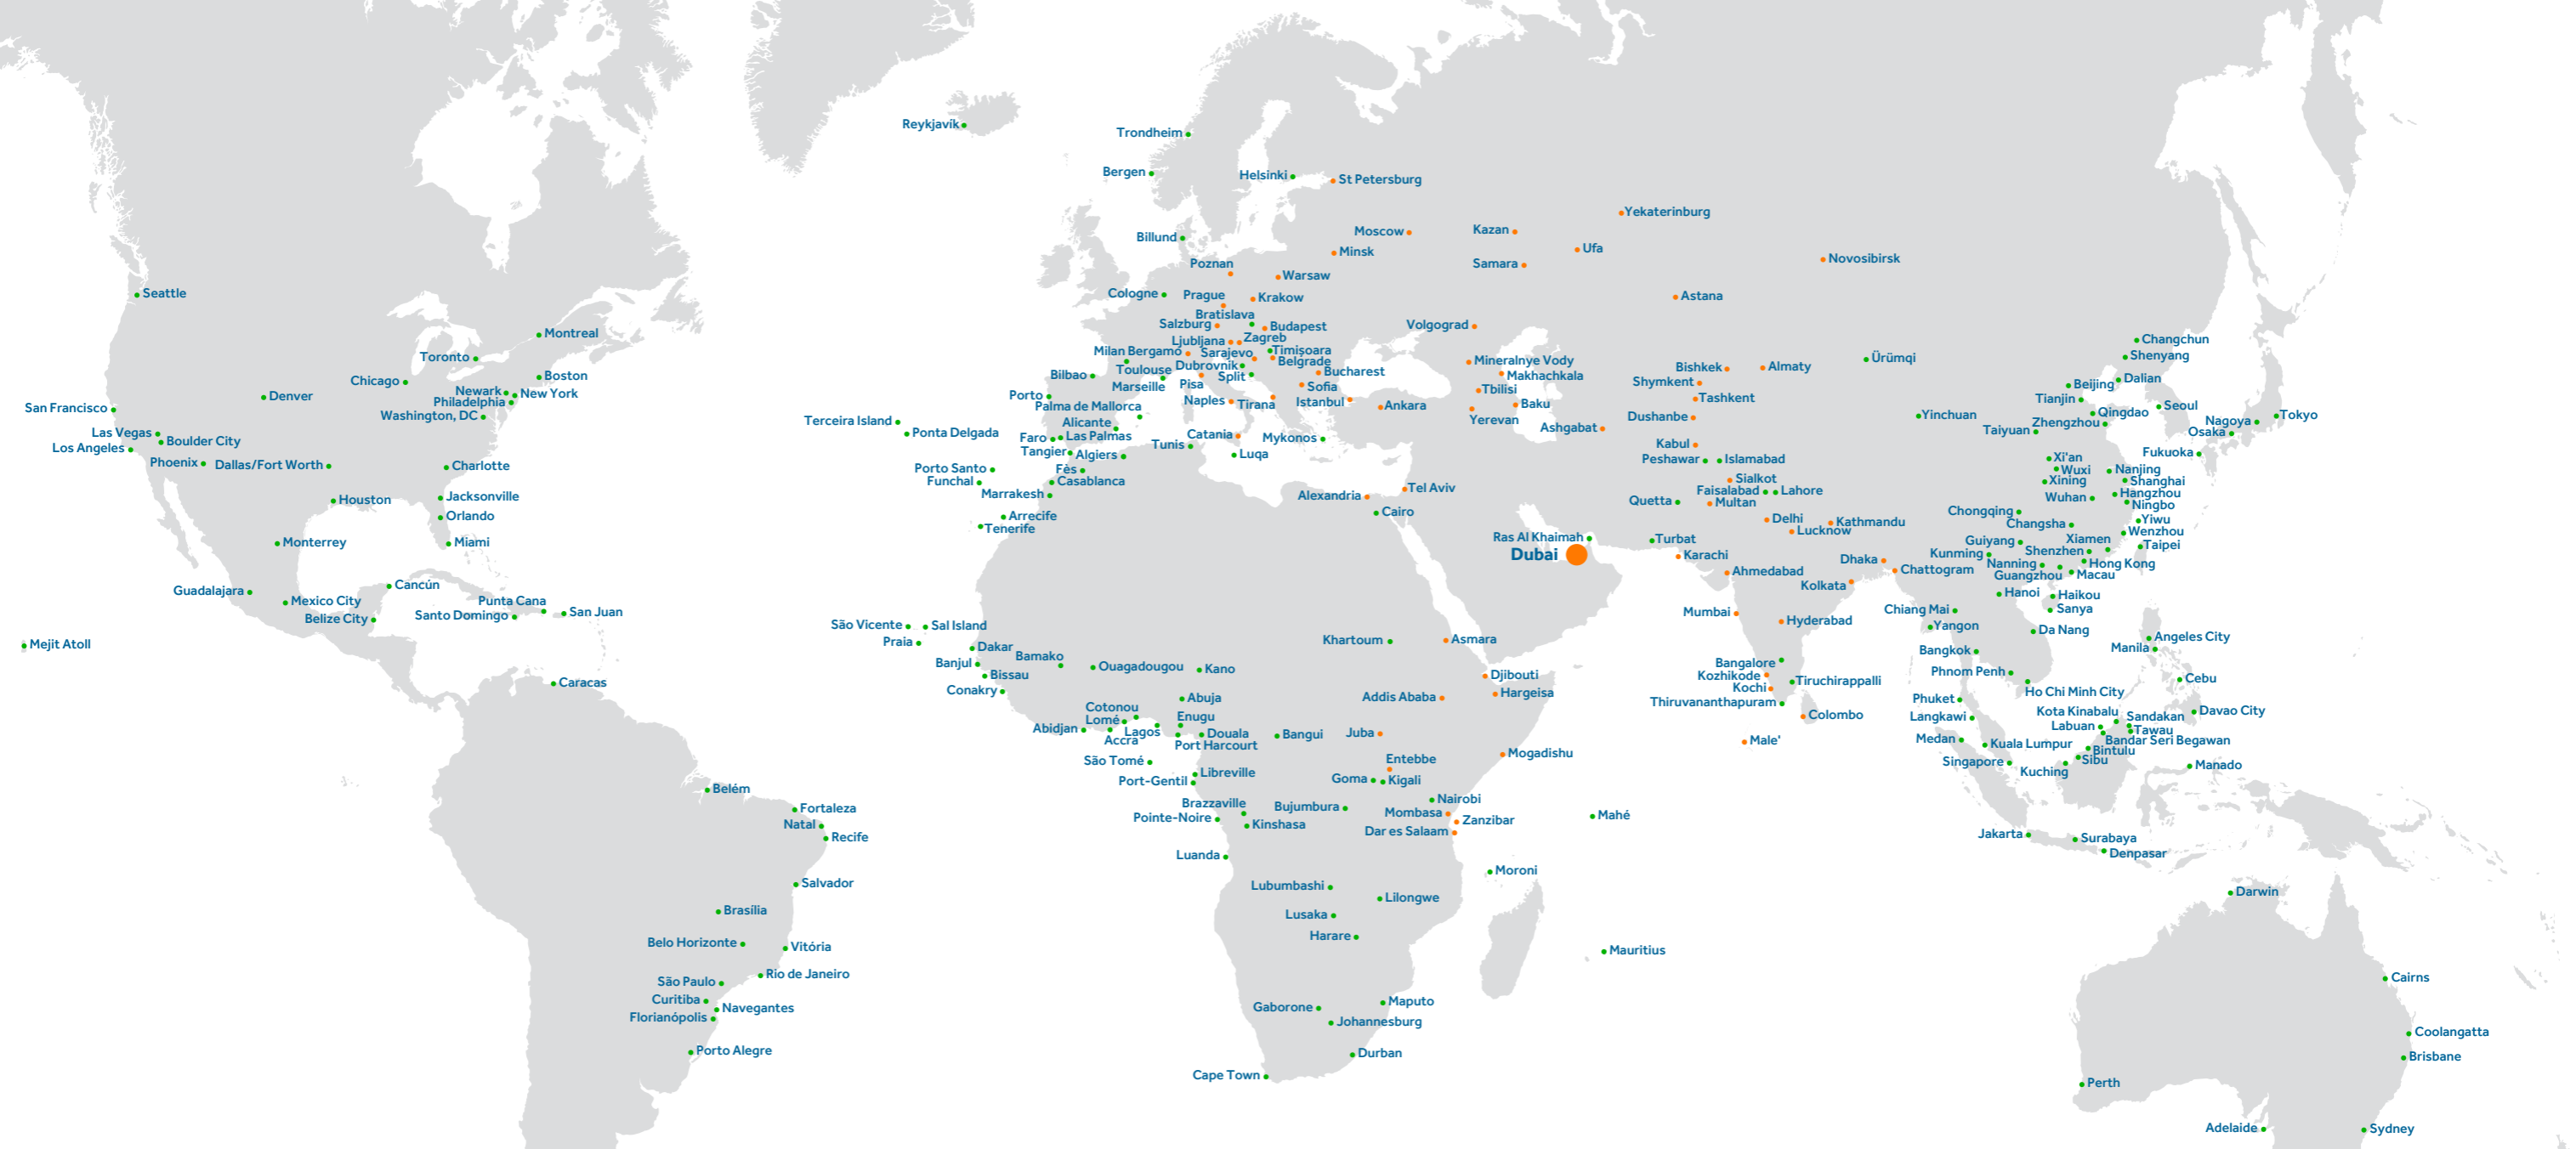 Reykjavík
Trondheim
Bergen
Helsinki
St Petersburg
Yekaterinburg
Billund
Moscow
Kazan
Ufa
Minsk
Samara
Novosibirsk
Poznan
Warsaw
Seattle
Cologne
Prague
Krakow
Astana
Bratislava
Salzburg
Budapest
Volgograd
Montreal
Ljubljana
Zagreb
Changchun
Toronto
Milan Bergamo
Sarajevo
Timișoara
Shenyang
Ürümqi
Belgrade
Mineralnye Vody
Dubrovnik
Toulouse
Bishkek
Almaty
Bilbao
Bucharest
Makhachkala
Boston
Chicago
Split
Dalian
Shymkent
Marseille
Pisa
Sofia
Beijing
Newark
New York
Tbilisi
Denver
Porto
Tashkent
Tianjin
Philadelphia
Naples
Tirana
Istanbul
Ankara
Baku
Palma de Mallorca
Seoul
San Francisco
Washington, DC
Qingdao
Tokyo
Dushanbe
Yinchuan
Terceira Island
Yerevan
Nagoya
Alicante
Zhengzhou
Ashgabat
Taiyuan
Osaka
Las Vegas
Ponta Delgada
Catania
Faro
Las Palmas
Mykonos
Boulder City
Tunis
Kabul
Los Angeles
Tangier
Algiers
Luqa
Fukuoka
Phoenix
Dallas/Fort Worth
Charlotte
Peshawar
Islamabad
Xi'an
Porto Santo
Fès
Wuxi
Nanjing
Funchal
Casablanca
Sialkot
Xining
Shanghai
Marrakesh
Alexandria
Tel Aviv
Faisalabad
Lahore
Houston
Jacksonville
Quetta
Multan
Wuhan
Hangzhou
Ningbo
Orlando
Arrecife
Cairo
Chongqing
Delhi
Kathmandu
Yiwu
Tenerife
Changsha
Lucknow
Wenzhou
Monterrey
Miami
Ras Al Khaimah
Turbat
Guiyang
Xiamen
Taipei
Dubai
Karachi
Kunming
Shenzhen
Dhaka
Nanning
Hong Kong
Ahmedabad
Chattogram
Guangzhou
Macau
Cancún
Kolkata
Guadalajara
Hanoi
Haikou
Mexico City
Punta Cana
Sanya
Belize City
Santo Domingo
San Juan
Mumbai
Chiang Mai
Hyderabad
São Vicente
Sal Island
Yangon
Da Nang
Angeles City
Mejit Atoll
Praia
Khartoum
Asmara
Dakar
Manila
Bangkok
Banjul
Bamako
Ouagadougou
Kano
Bangalore
Bissau
Djibouti
Kozhikode
Phnom Penh
Caracas
Conakry
Hargeisa
Kochi
Tiruchirappalli
Cebu
Abuja
Addis Ababa
Thiruvananthapuram
Phuket
Ho Chi Minh City
Cotonou
Kota Kinabalu
Davao City
Lomé
Enugu
Colombo
Langkawi
Sandakan
Abidjan
Lagos
Labuan
Tawau
Accra
Douala
Bangui
Juba
Male'
Medan
Bandar Seri Begawan
Port Harcourt
Kuala Lumpur
Bintulu
Mogadishu
São Tomé
Entebbe
Singapore
Sibu
Kuching
Manado
Libreville
Goma
Kigali
Port-Gentil
Belém
Fortaleza
Brazzaville
Bujumbura
Nairobi
Mombasa
Mahé
Natal
Pointe-Noire
Kinshasa
Zanzibar
Recife
Dar es Salaam
Jakarta
Surabaya
Denpasar
Luanda
Moroni
Salvador
Lubumbashi
Lilongwe
Darwin
Brasília
Lusaka
Belo Horizonte
Vitória
Harare
Mauritius
Rio de Janeiro
São Paulo
Cairns
Curitiba
Navegantes
Gaborone
Maputo
Florianópolis
Johannesburg
Coolangatta
Porto Alegre
Durban
Brisbane
Cape Town
Perth
Adelaide
Sydney